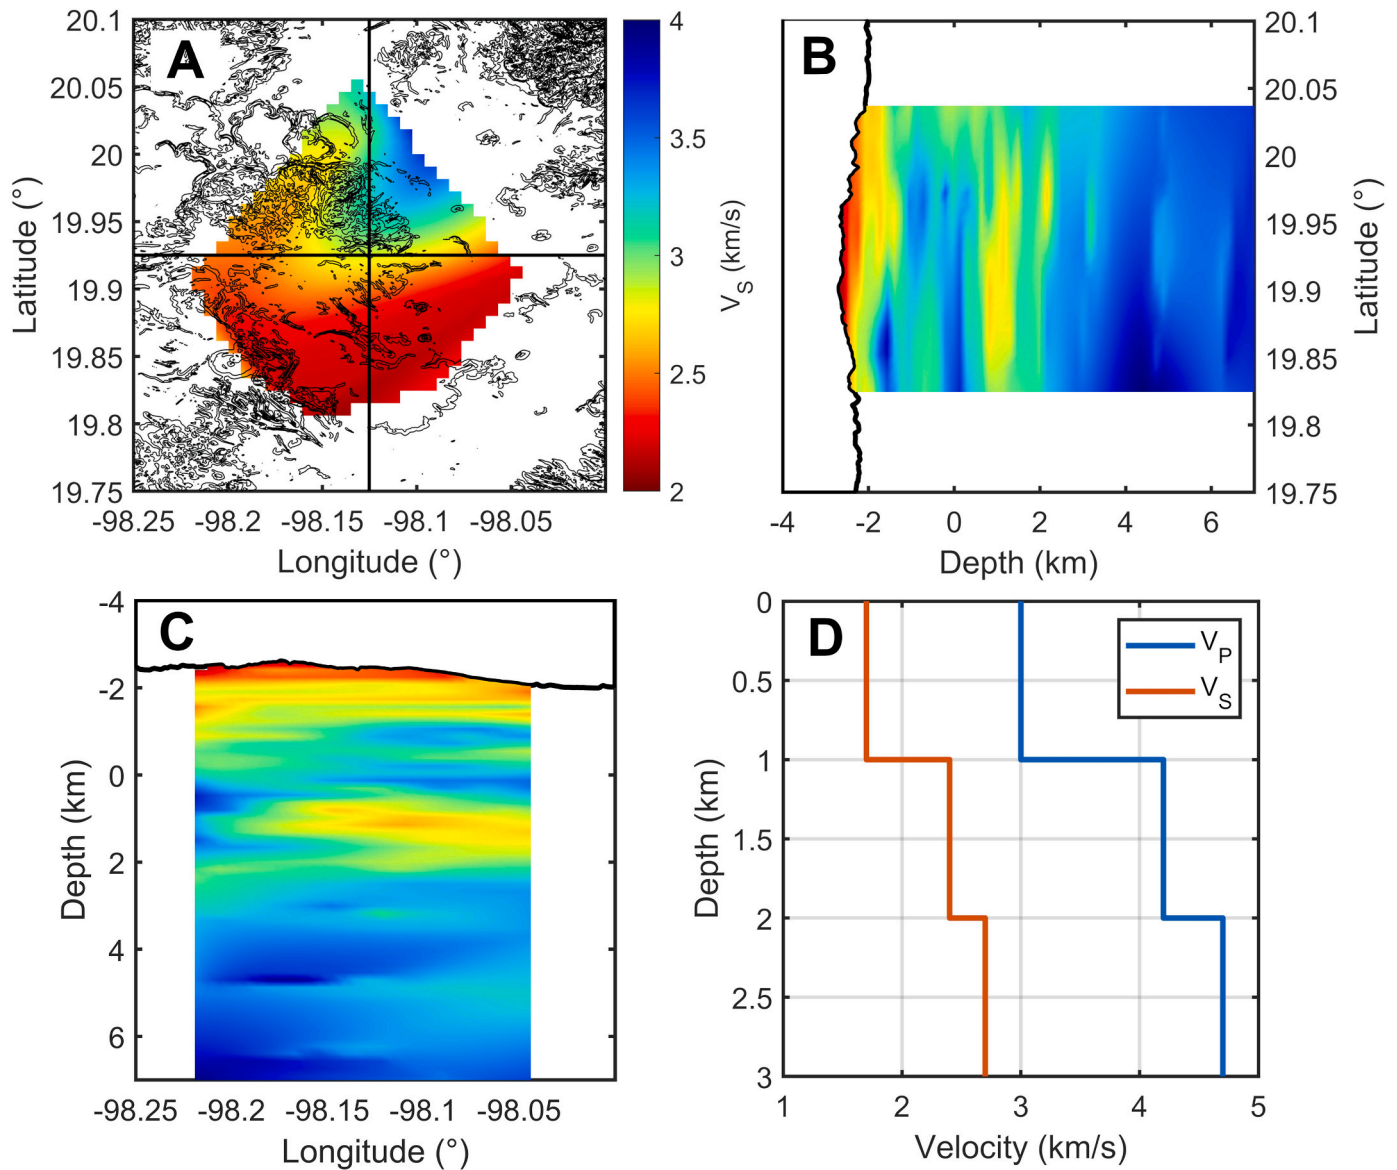 A
20.1
20.05
20
19.95
19.9
19.85
19.8
19.75
Latitude (°)
-98.25 -98.2 -98.15 -98.1 -98.05
Longitude (°)
4
3.5
3
2.5
2
V_S (km/s)
B
20.1
20.05
20
19.95
19.9
19.85
19.8
19.75
Latitude (°)
-4 -2 0 2 4 6
Depth (km)
C
-4
-2
0
2
4
6
Depth (km)
-98.25 -98.2 -98.15 -98.1 -98.05
Longitude (°)
D
V_P
V_S
0
0.5
1
1.5
2
2.5
3
Depth (km)
1 2 3 4 5
Velocity (km/s)